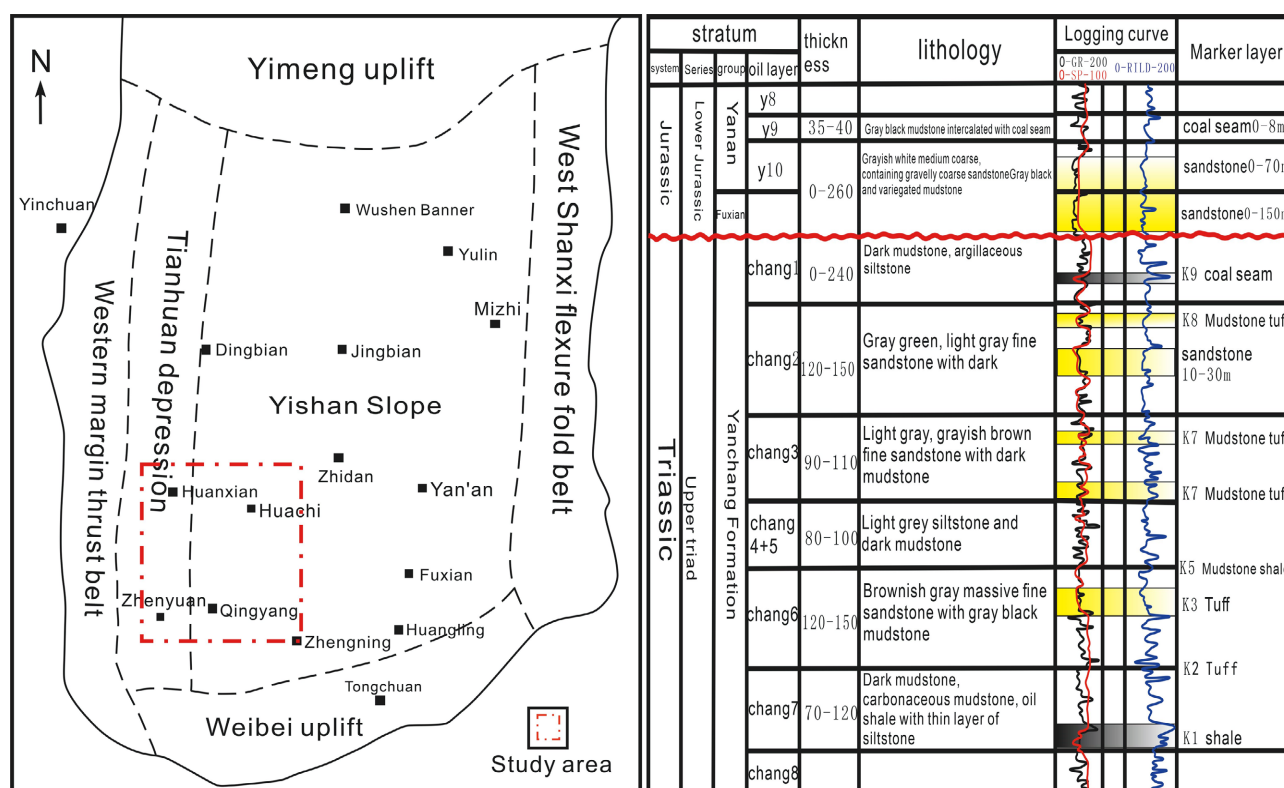 N
Yimeng uplift
Yinchuan
Wushen Banner
Yulin
West Shanxi flexure fold belt
Tianhuan depression
Western margin thrust belt
Mizhi
Dingbian
Jingbian
Yishan Slope
Zhidan
Huanxian
Yan'an
Huachi
Fuxian
Zhenyuan
Qingyang
Huangling
Zhengning
Tongchuan
Weibei uplift
Study area
stratum
thickn
ess
lithology
Logging curve
Marker layer
system
Series
group
oil layer
0-GR-200
0-SP-100
0-RILD-200
Jurassic
Lower Jurassic
Yanan
y8
y9
35-40
Gray black mudstone intercalated with coal seam
coal seam0-8m
y10
0-260
Grayish white medium coarse,
containing gravelly coarse sandstoneGray black
and variegated mudstone
sandstone0-70m
Fuxian
sandstone0-150m
Triassic
Upper triad
Yanchang Formation
chang1
0-240
Dark mudstone, argillaceous
siltstone
K9 coal seam
chang2
120-150
Gray green, light gray fine
sandstone with dark
K8 Mudstone tuff
sandstone
10-30m
chang3
90-110
Light gray, grayish brown
fine sandstone with dark
mudstone
K7 Mudstone tuff
K7 Mudstone tuff
chang
4+5
80-100
Light grey siltstone and
dark mudstone
K5 Mudstone shale
chang6
120-150
Brownish gray massive fine
sandstone with gray black
mudstone
K3 Tuff
K2 Tuff
chang7
70-120
Dark mudstone,
carbonaceous mudstone, oil
shale with thin layer of
siltstone
K1 shale
chang8